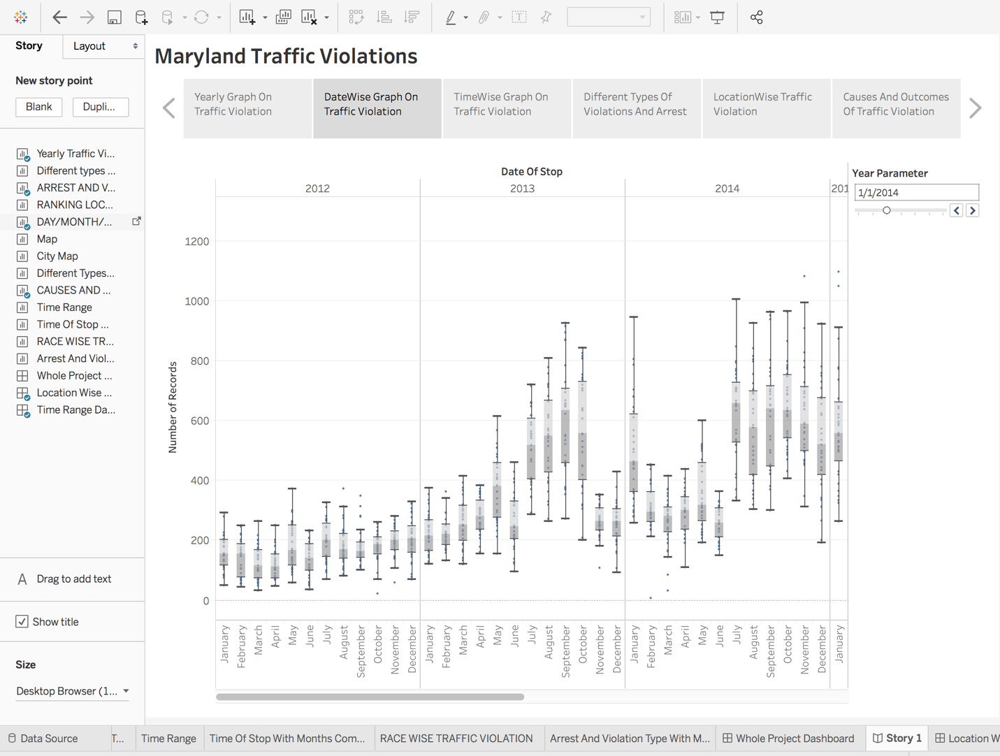 Story
Layout
New story point
Blank
Dupli...
Yearly Traffic Vi...
Different types ...
ARREST AND V...
RANKING LOC...
DAY/MONTH/...
Map
City Map
Different Types...
CAUSES AND ...
Time Range
Time Of Stop ...
RACE WISE TR...
Arrest And Viol...
Whole Project ...
Location Wise ...
Time Range Da...
A Drag to add text
Show title
Size
Desktop Browser (1...
Maryland Traffic Violations
Yearly Graph On
Traffic Violation
DateWise Graph On
Traffic Violation
TimeWise Graph On
Traffic Violation
Different Types Of
Violations And Arrest
LocationWise Traffic
Violation
Causes And Outcomes
Of Traffic Violation
Date Of Stop
2012
2013
2014
201
Number of Records
1200
1000
800
600
400
200
0
January
February
March
April
May
June
July
August
September
October
November
December
January
February
March
April
May
June
July
August
September
October
November
December
January
February
March
April
May
June
July
August
September
October
November
December
January
Year Parameter
1/1/2014
Data Source
T...
Time Range
Time Of Stop With Months Com...
RACE WISE TRAFFIC VIOLATION
Arrest And Violation Type With M...
Whole Project Dashboard
Story 1
Location W